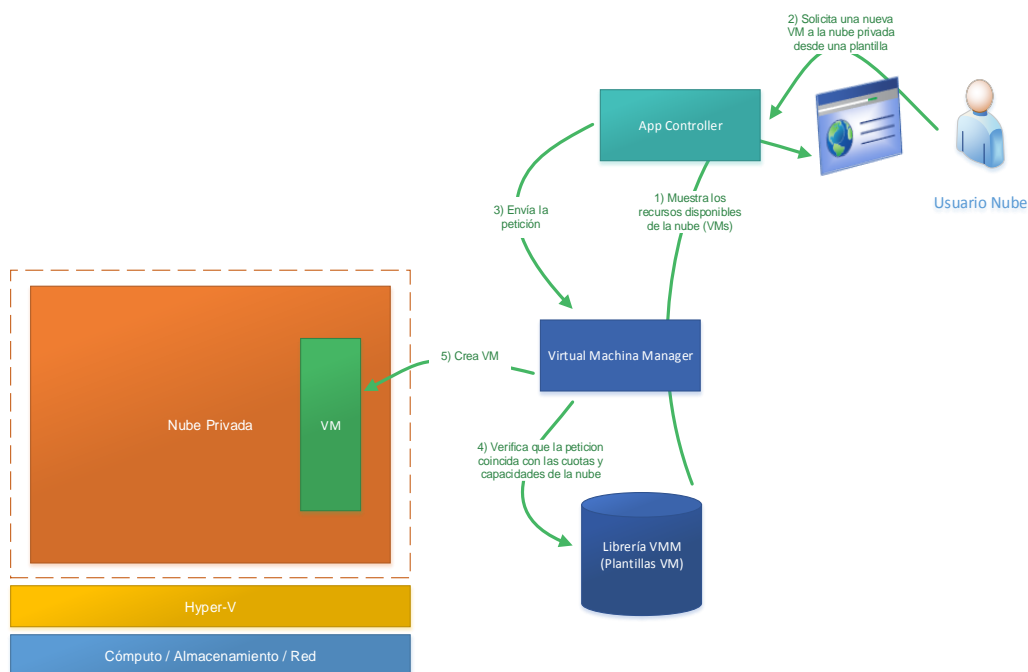 2) Solicita una nueva
VM a la nube privada
desde una plantilla
App Controller
Usuario Nube
1) Muestra los
recursos disponibles
de la nube (VMs)
3) Envía la
petición
Virtual Machina Manager
5) Crea VM
Nube Privada
VM
4) Verifica que la peticion
coincida con las cuotas y
capacidades de la nube
Librería VMM
(Plantillas VM)
Hyper-V
Cómputo / Almacenamiento / Red